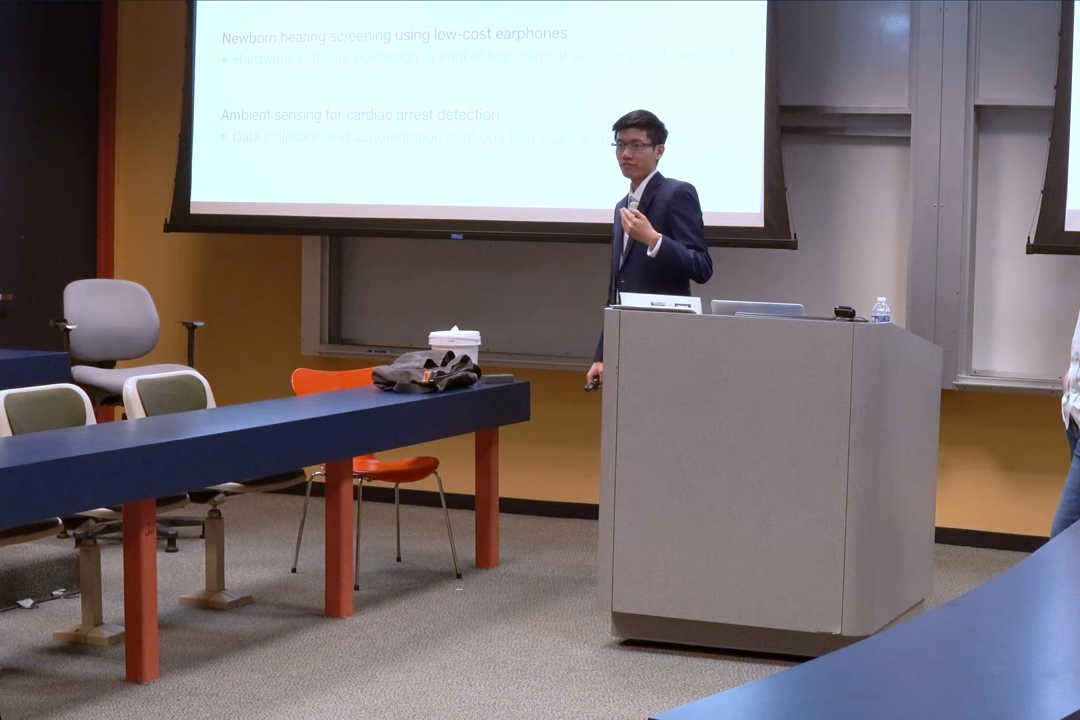 Newborn hearing screening using low-cost earphones
• Hardware-software co-design to enable high clinical accuracy and low-cost
Ambient sensing for cardiac arrest detection
• Data collection and augmentation methods that scale